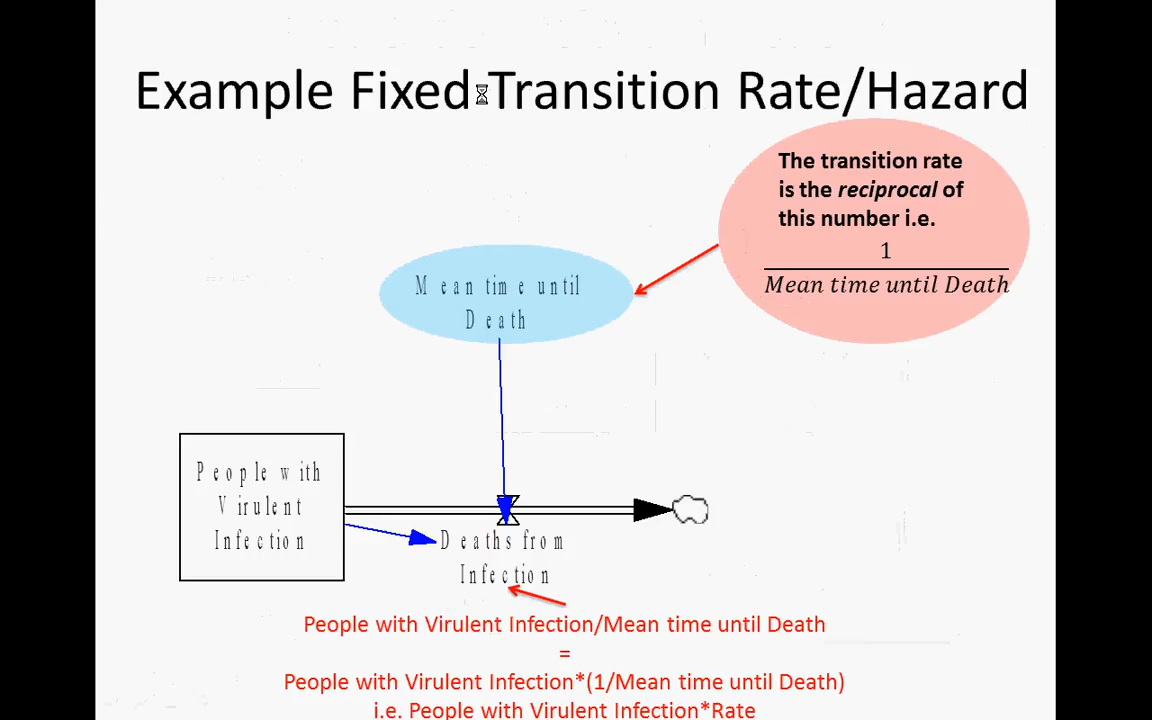 Example Fixed Transition Rate/Hazard
The transition rate
is the reciprocal of
this number i.e.
1
Mean time until Death
Mean time until
Death
People with
Virulent
Infection
Deaths from
Infection
People with Virulent Infection/Mean time until Death
=
People with Virulent Infection*(1/Mean time until Death)
i.e. People with Virulent Infection*Rate